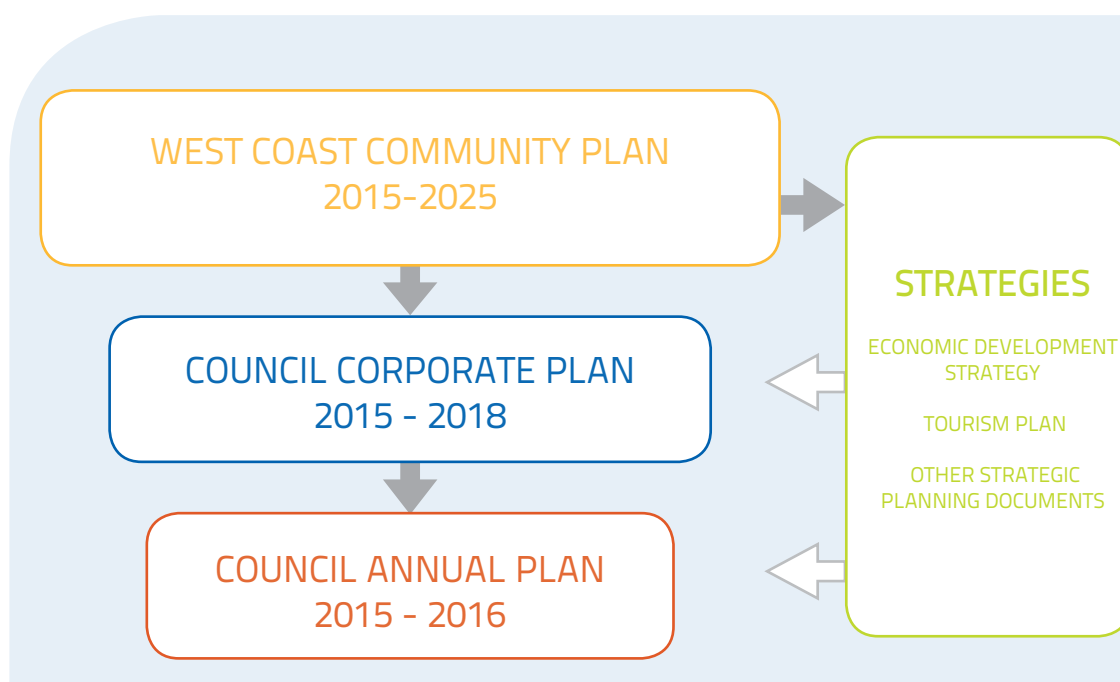 WEST COAST COMMUNITY PLAN
2015-2025
COUNCIL CORPORATE PLAN
2015 - 2018
COUNCIL ANNUAL PLAN
2015 - 2016
STRATEGIES
ECONOMIC DEVELOPMENT
STRATEGY
TOURISM PLAN
OTHER STRATEGIC
PLANNING DOCUMENTS